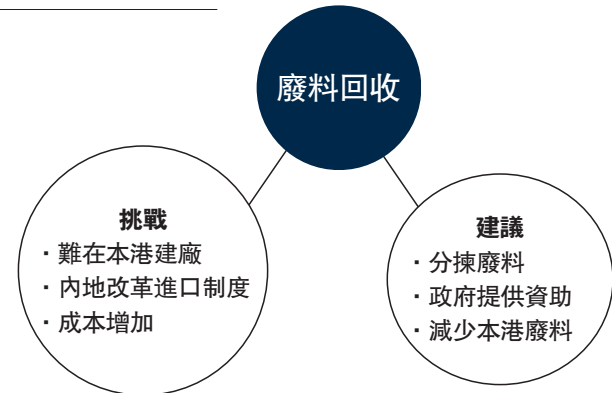 廢料回收
挑戰
・難在本港建廠
・內地改革進口制度
・成本增加
建議
・分揀廢料
・政府提供資助
・減少本港廢料